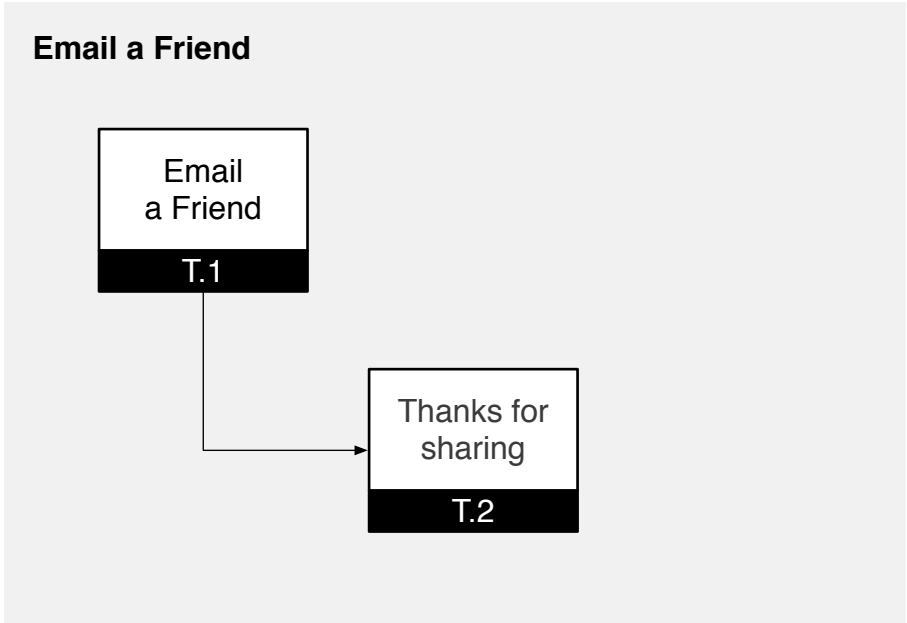 Email a Friend
Email
a Friend
T.1
Thanks for
sharing
T.2